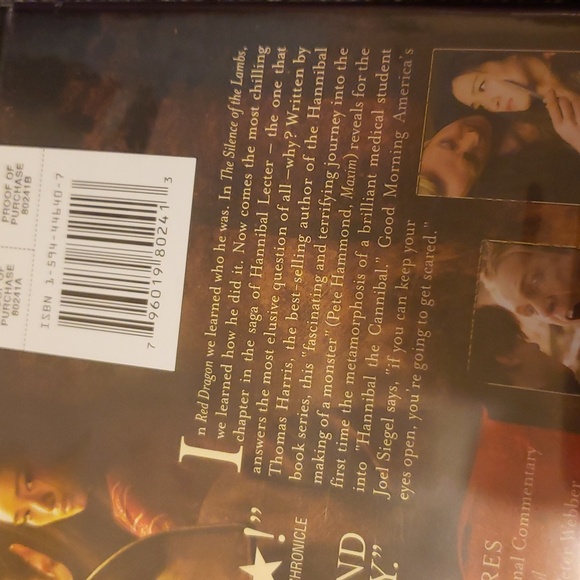 In Red Dragon we learned who he was. In The Silence of the Lambs,
we learned how he did it. Now comes the most chilling
chapter in the saga of Hannibal Lecter – the one that
answers the most elusive question of all –why? Written by
Thomas Harris, the best-selling author of the Hannibal
book series, this "fascinating and terrifying journey into the
making of a monster" (Pete Hammond, Maxim) reveals for the
first time the metamorphosis of a brilliant medical student
into "Hannibal the Cannibal." Good Morning America's
Joel Siegel says, "if you can keep your
eyes open, you're going to get scared."
PROOF OF
PURCHASE
80241B
PURCHASE
80241A
ISBN 1-594-44640-7
7 96019 80241 3
!"
HRONICLE
ND
Y."
RES
nal Commentary
Webber